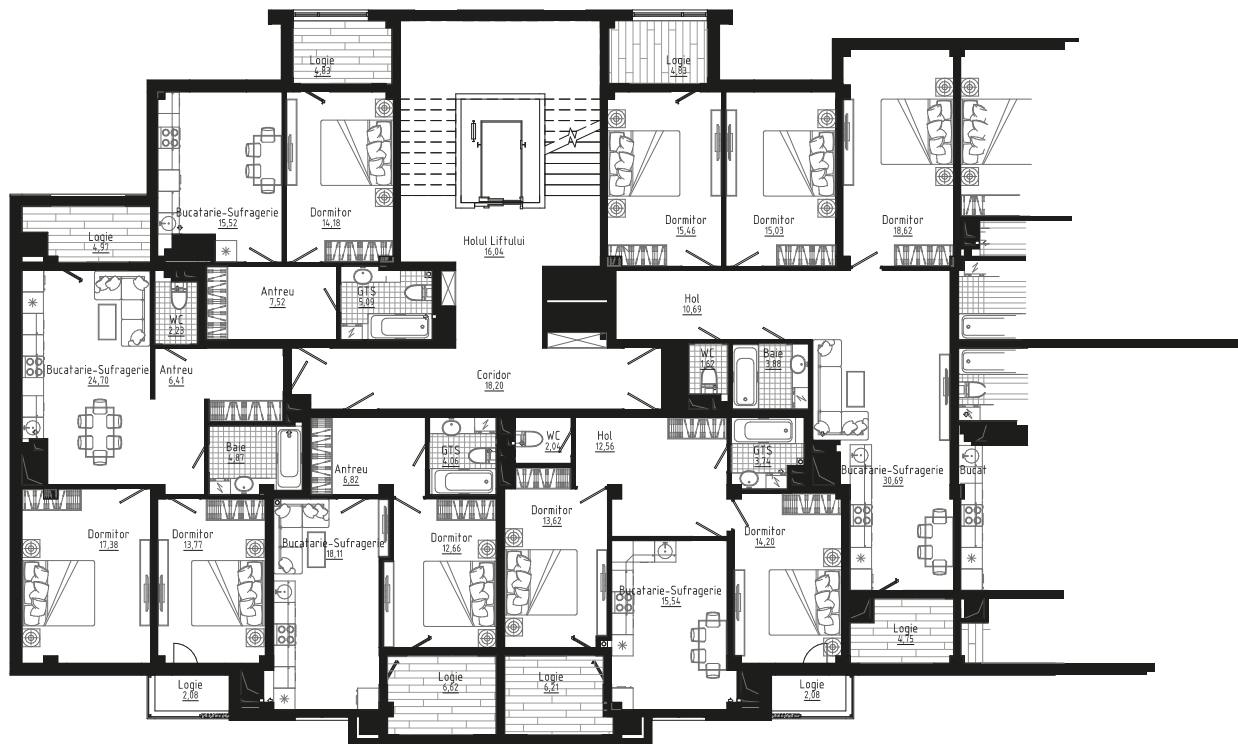 Logie
4,83
Logie
4,83
Bucatarie-Sufragerie
15,52
Dormitor
14,18
Holul Liftului
16,04
Dormitor
15,46
Dormitor
15,03
Dormitor
18,62
Logie
4,97
Antreu
7,52
GTS
5,09
Hol
10,69
WC
2,23
Bucatarie-Sufragerie
24,70
Antreu
6,41
Coridor
18,20
WC
1,62
Baie
3,88
Baie
4,87
Antreu
6,82
GTS
4,06
WC
2,04
Hol
12,56
GTS
3,74
Bucatarie-Sufragerie
30,69
Bucat
Dormitor
17,38
Dormitor
13,77
Bucatarie-Sufragerie
18,11
Dormitor
12,66
Dormitor
13,62
Dormitor
14,20
Bucatarie-Sufragerie
15,54
Logie
4,75
Logie
2,08
Logie
6,62
Logie
6,21
Logie
2,08